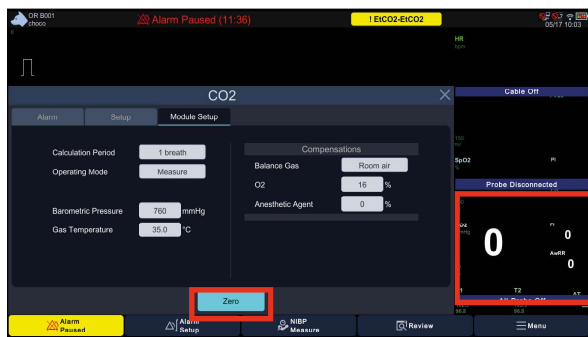 OR B001
choco
Alarm Paused (11:36)
! EtCO2-EtCO2
05/17 10:03
HR
bpm
CO2
Cable Off
Alarm
Setup
Module Setup
Calculation Period
1 breath
Operating Mode
Measure
Barometric Pressure
760
mmHg
Gas Temperature
35.0
°C
Compensations
Balance Gas
Room air
O2
16
%
Anesthetic Agent
0
%
SpO2
%
PI
Probe Disconnected
0
0
AwRR
0
T2
Zero
Alarm
Paused
Alarm
Setup
NIBP
Measure
Review
Menu